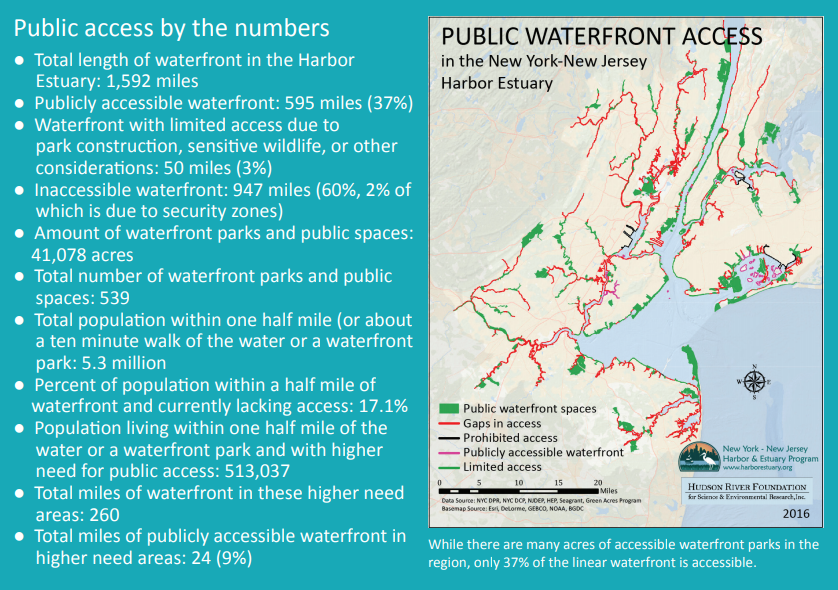 Public access by the numbers
● Total length of waterfront in the Harbor
Estuary: 1,592 miles
● Publicly accessible waterfront: 595 miles (37%)
● Waterfront with limited access due to
park construction, sensitive wildlife, or other
considerations: 50 miles (3%)
● Inaccessible waterfront: 947 miles (60%, 2% of
which is due to security zones)
● Amount of waterfront parks and public spaces:
41,078 acres
● Total number of waterfront parks and public
spaces: 539
● Total population within one half mile (or about
a ten minute walk of the water or a waterfront
park: 5.3 million
● Percent of population within a half mile of
waterfront and currently lacking access: 17.1%
● Population living within one half mile of the
water or a waterfront park and with higher
need for public access: 513,037
● Total miles of waterfront in these higher need
areas: 260
● Total miles of publicly accessible waterfront in
higher need areas: 24 (9%)
PUBLIC WATERFRONT ACCESS
in the New York-New Jersey
Harbor Estuary
N
W E
S
Public waterfront spaces
Gaps in access
Prohibited access
Publicly accessible waterfront
Limited access
0 5 10 15 20
Miles
Data Source: NYC DPR, NYC DCP, NJDEP, HEP, Seagrant, Green Acres Program
Basemap Source: Esri, DeLorme, GEBCO, NOAA, BGDC
New York - New Jersey
Harbor & Estuary Program
www.harborestuary.org
HUDSON RIVER FOUNDATION
for Science & Environmental Research, Inc.
2016
While there are many acres of accessible waterfront parks in the
region, only 37% of the linear waterfront is accessible.